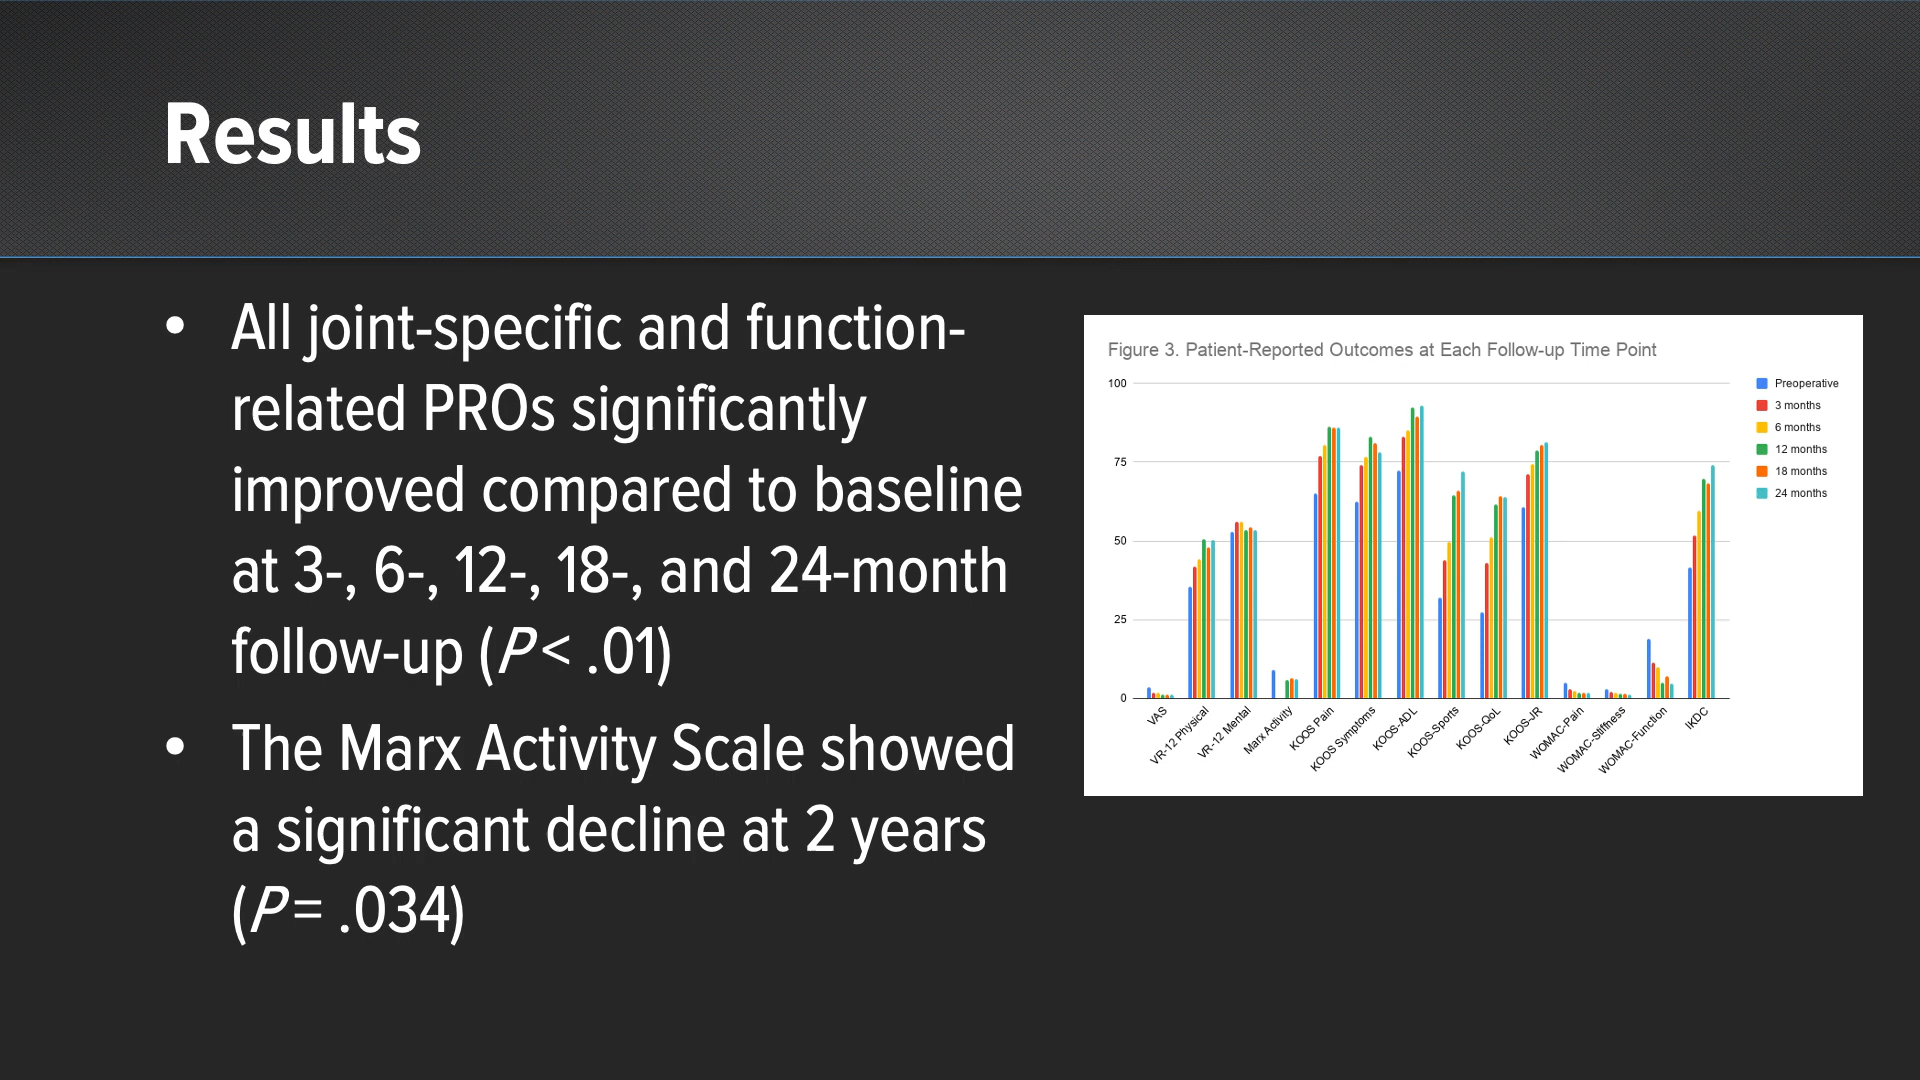 Results
• All joint-specific and function-
related PROs significantly
improved compared to baseline
at 3-, 6-, 12-, 18-, and 24-month
follow-up (P < .01)
• The Marx Activity Scale showed
a significant decline at 2 years
(P = .034)
Figure 3. Patient-Reported Outcomes at Each Follow-up Time Point
100
75
50
25
0
VAS
VR-12 Physical
VR-12 Mental
Marx Activity
KOOS Pain
KOOS Symptoms
KOOS-ADL
KOOS-Sports
KOOS-QoL
KOOS-JR
WOMAC-Pain
WOMAC-Stiffness
WOMAC-Function
IKDC
Preoperative
3 months
6 months
12 months
18 months
24 months